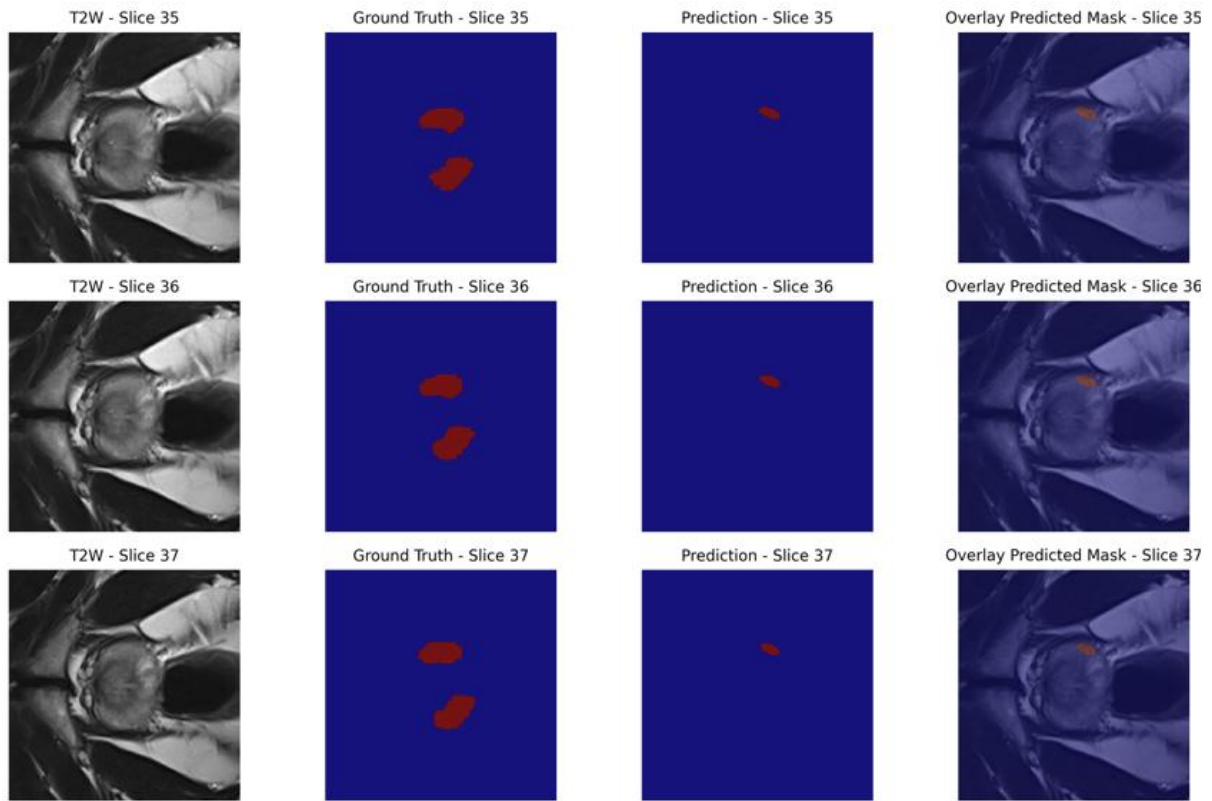 T2W - Slice 35
Ground Truth - Slice 35
Prediction - Slice 35
Overlay Predicted Mask - Slice 35
T2W - Slice 36
Ground Truth - Slice 36
Prediction - Slice 36
Overlay Predicted Mask - Slice 36
T2W - Slice 37
Ground Truth - Slice 37
Prediction - Slice 37
Overlay Predicted Mask - Slice 37